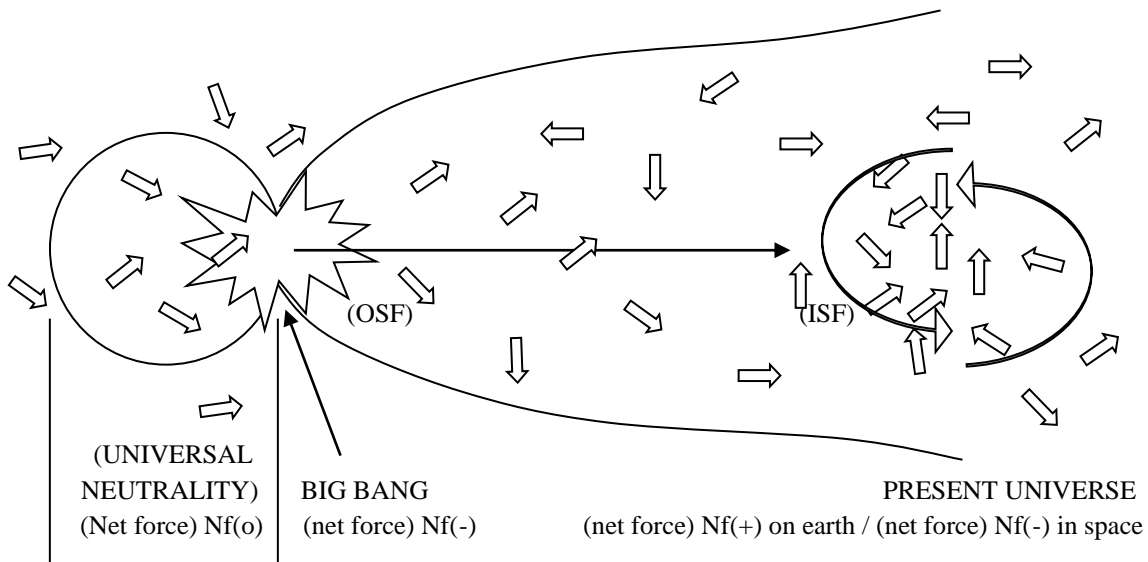 (OSF)
(ISF)
(UNIVERSAL
NEUTRALITY)
(Net force) Nf(o)
BIG BANG
(net force) Nf(-)
PRESENT UNIVERSE
(net force) Nf(+) on earth / (net force) Nf(-) in space